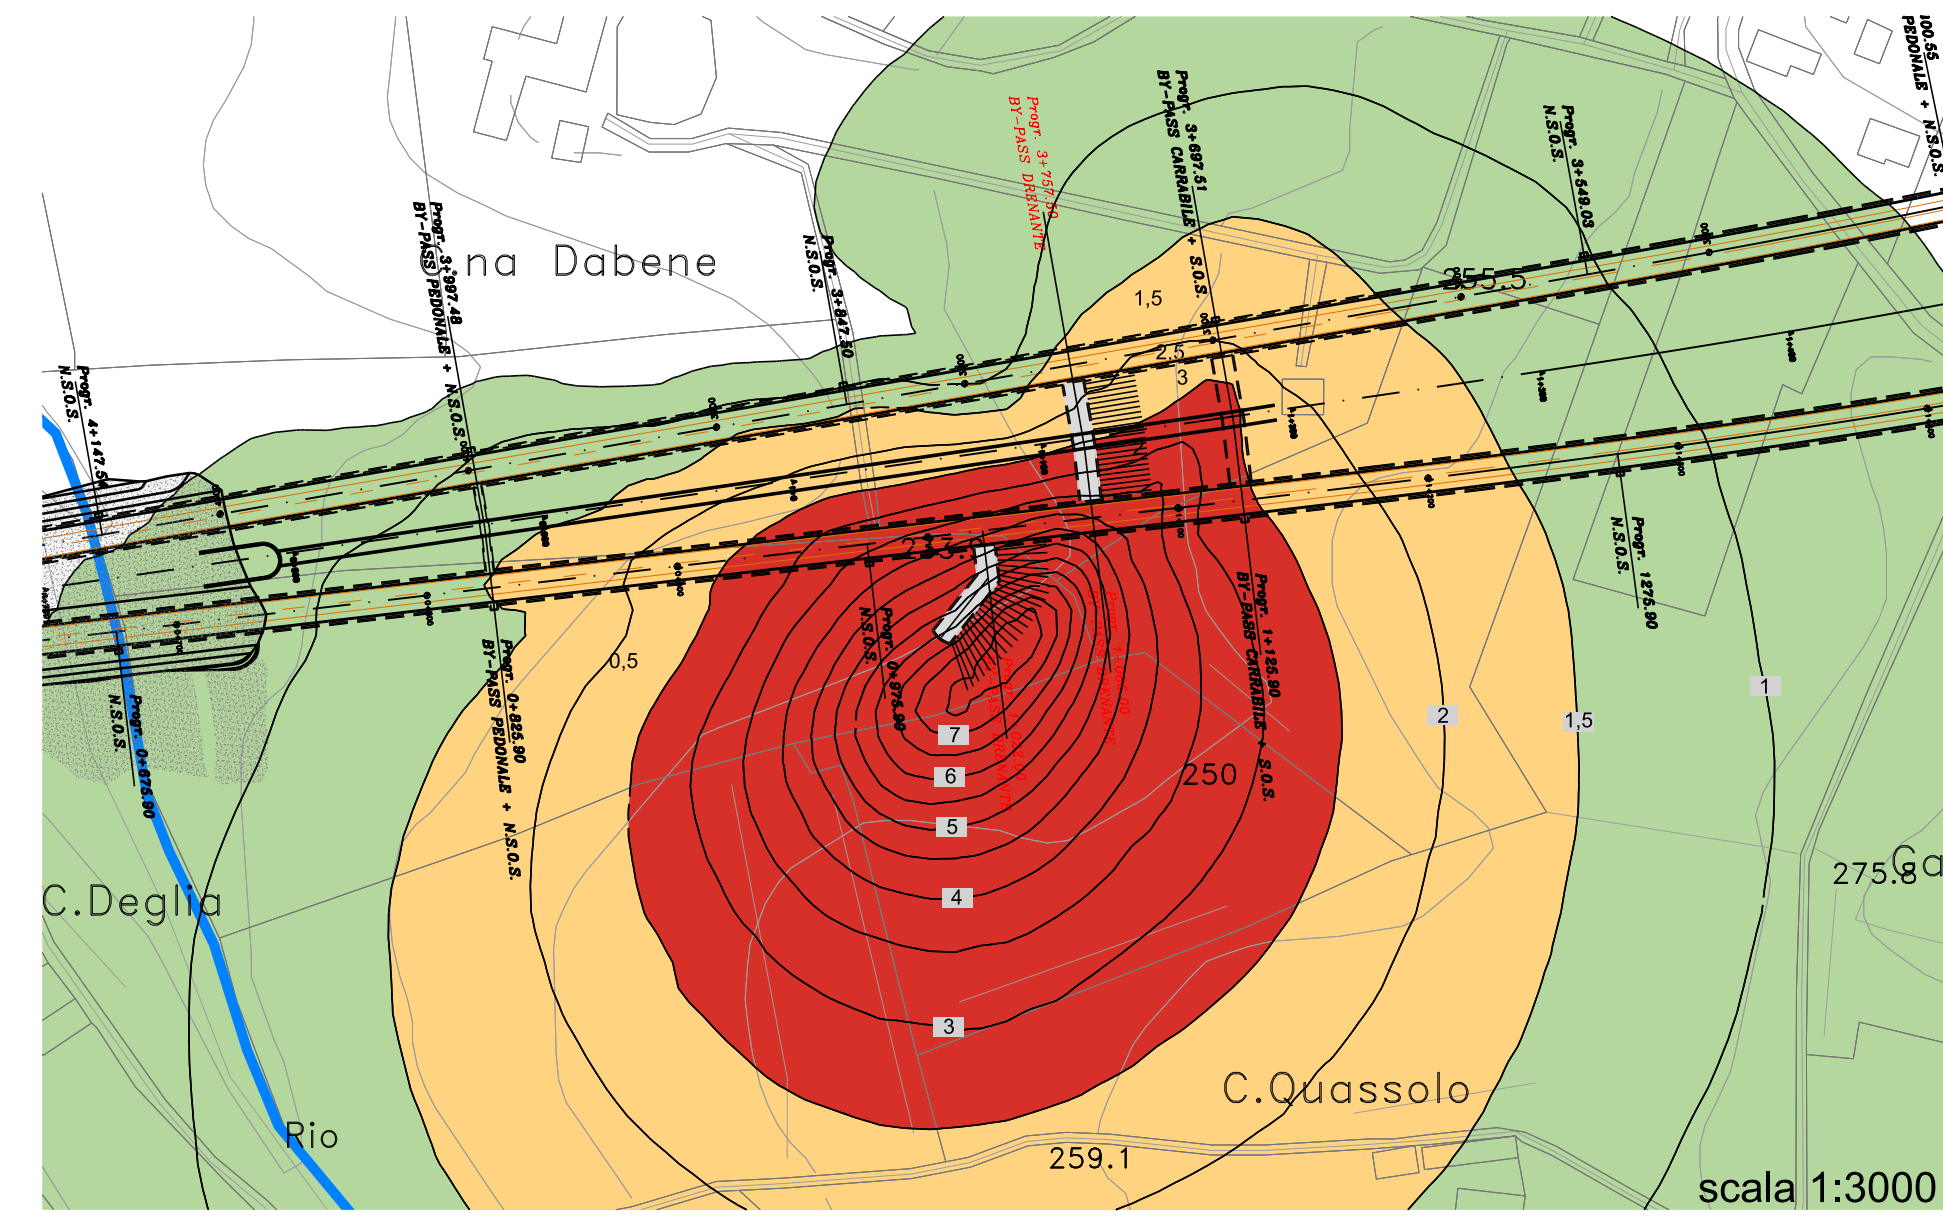 Progr. 3+697.51
BY-PASS CARRABILE + S.O.S.
Progr. 3+757.50
BY-PASS DRENANTE
Progr. 3+549.03
N.S.O.S.
PEDONALE + N.S.O.S.
Progr. 3+997.48
BY-PASS PEDONALE + N.S.O.S.
Progr. 3+847.50
N.S.O.S.
na Dabene
355.5
1,5
2,5
3
Progr. 4+147.5
N.S.O.S.
Progr. 1275.90
N.S.O.S.
Progr. 1+125.90
BY-PASS CARRABILE + S.O.S.
Progr. 0+975.90
N.S.O.S.
Progr. 0+825.90
BY-PASS PEDONALE + N.S.O.S.
Progr. 0+675.90
N.S.O.S.
0,5
1
2
1,5
7
6
5
4
3
250
275.8
Ga
C.Deglia
C.Quassolo
Rio
259.1
scala 1:3000